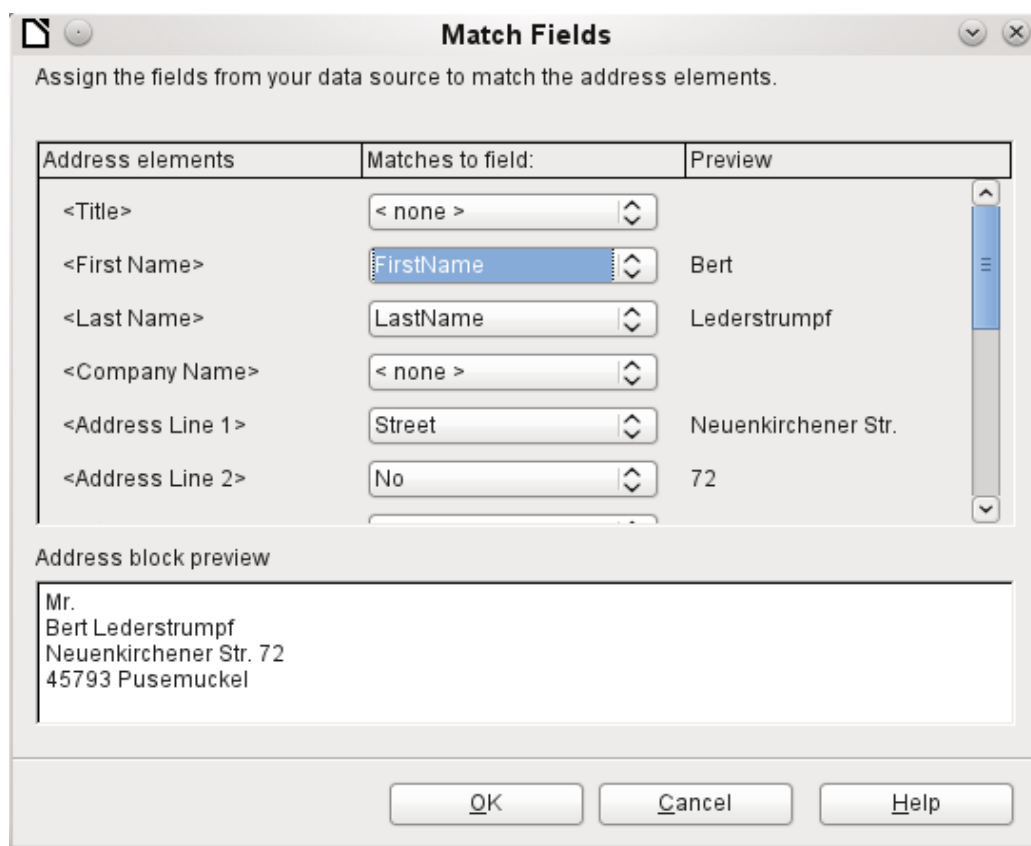 Match Fields
Assign the fields from your data source to match the address elements.
Address elements Matches to field: Preview
<Title> < none >
<First Name> FirstName Bert
<Last Name> LastName Lederstrumpf
<Company Name> < none >
<Address Line 1> Street Neuenkirchener Str.
<Address Line 2> No 72
Address block preview
Mr.
Bert Lederstrumpf
Neuenkirchener Str. 72
45793 Pusemuckel
OK Cancel Help